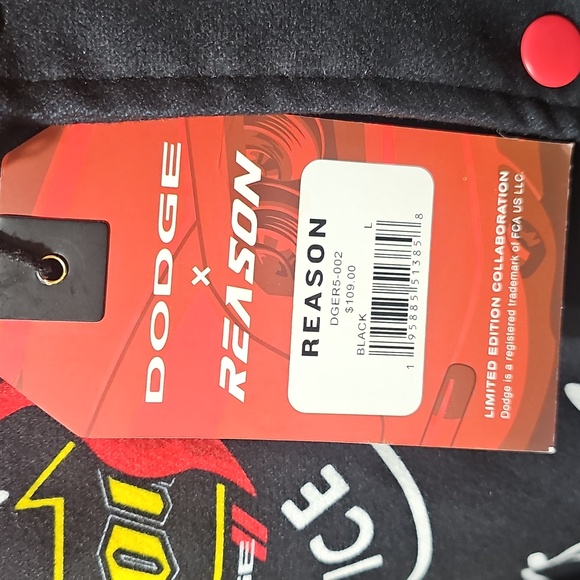 DODGE
×
REASON
REASON
DGER5-002
$109.00
BLACK L
1 95885 51385 8
LIMITED EDITION COLLABORATION
Dodge is a registered trademark of FCA US LLC.